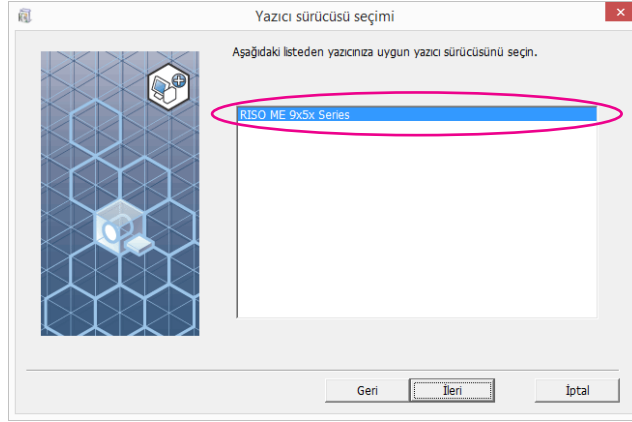 Yazıcı sürücüsü seçimi
Aşağıdaki listeden yazıcınıza uygun yazıcı sürücüsünü seçin.
RISO ME 9x5x Series
Geri
İleri
İptal